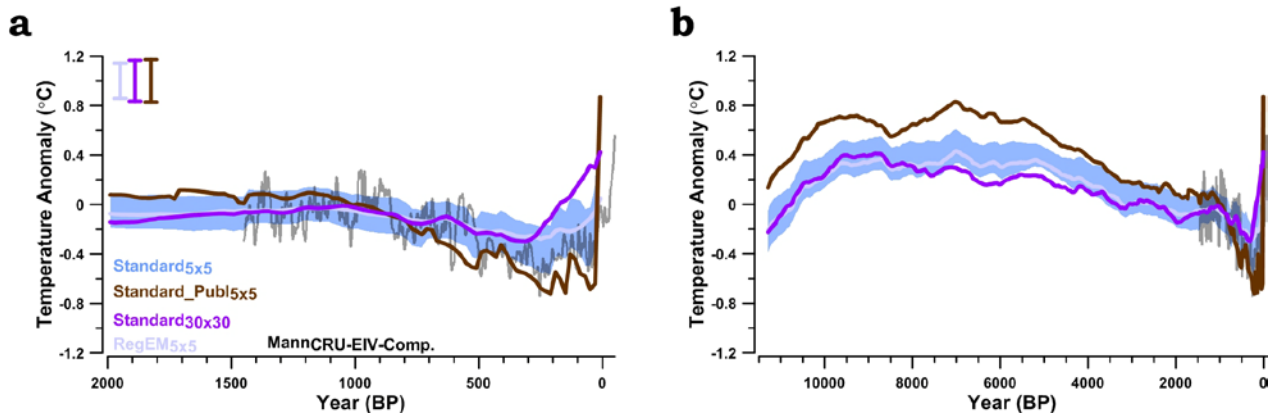 a
Temperature Anomaly (°C)
1.2
0.8
0.4
0
-0.4
-0.8
-1.2
Standard5x5
Standard_Publ5x5
Standard30x30
RegEM5x5
MannCRU-EIV-Comp.
2000 1500 1000 500 0
Year (BP)
b
Temperature Anomaly (°C)
1.2
0.8
0.4
0
-0.4
-0.8
-1.2
10000 8000 6000 4000 2000 0
Year (BP)